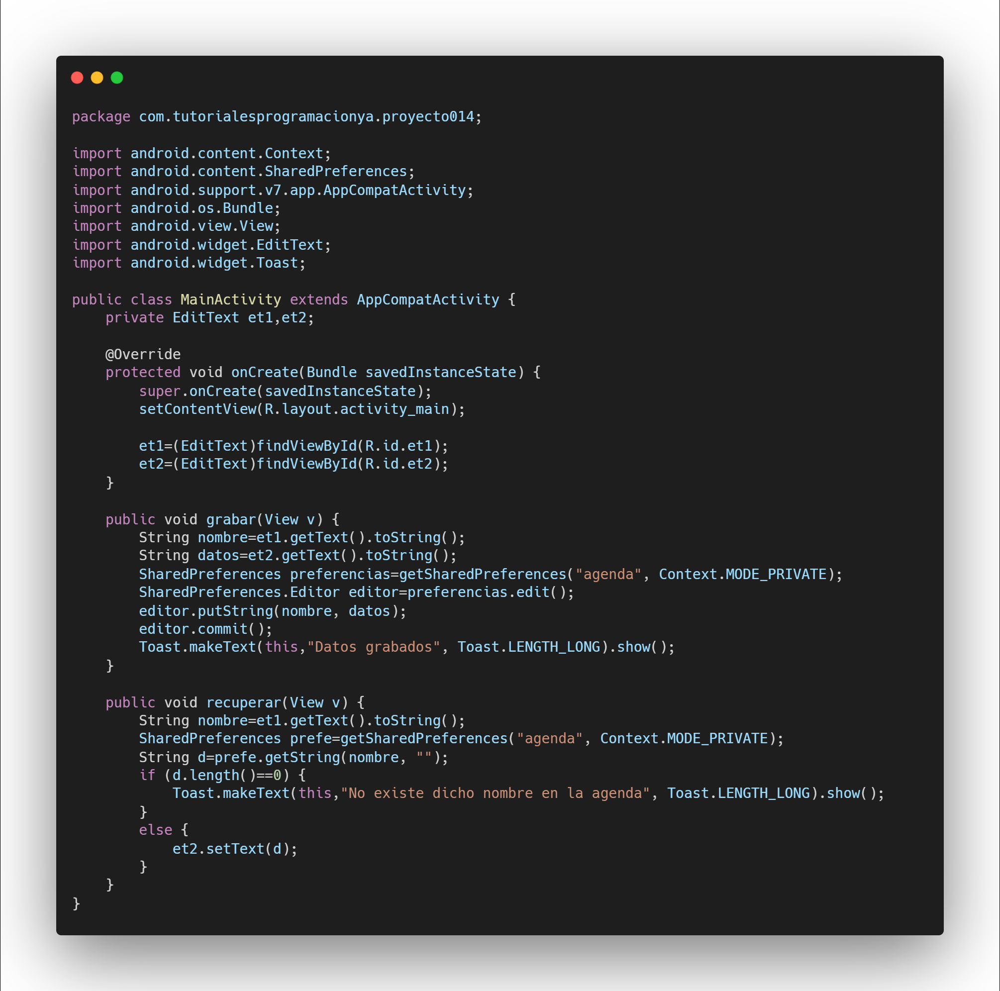 package com.tutorialesprogramacionya.proyecto014;
import android.content.Context;
import android.content.SharedPreferences;
import android.support.v7.app.AppCompatActivity;
import android.os.Bundle;
import android.view.View;
import android.widget.EditText;
import android.widget.Toast;
public class MainActivity extends AppCompatActivity {
    private EditText et1,et2;
    @Override
    protected void onCreate(Bundle savedInstanceState) {
        super.onCreate(savedInstanceState);
        setContentView(R.layout.activity_main);
        et1=(EditText)findViewById(R.id.et1);
        et2=(EditText)findViewById(R.id.et2);
    }
    public void grabar(View v) {
        String nombre=et1.getText().toString();
        String datos=et2.getText().toString();
        SharedPreferences preferencias=getSharedPreferences("agenda", Context.MODE_PRIVATE);
        SharedPreferences.Editor editor=preferencias.edit();
        editor.putString(nombre, datos);
        editor.commit();
        Toast.makeText(this,"Datos grabados", Toast.LENGTH_LONG).show();
    }
    public void recuperar(View v) {
        String nombre=et1.getText().toString();
        SharedPreferences prefe=getSharedPreferences("agenda", Context.MODE_PRIVATE);
        String d=prefe.getString(nombre, "");
        if (d.length()==0) {
            Toast.makeText(this,"No existe dicho nombre en la agenda", Toast.LENGTH_LONG).show();
        }
        else {
            et2.setText(d);
        }
    }
}